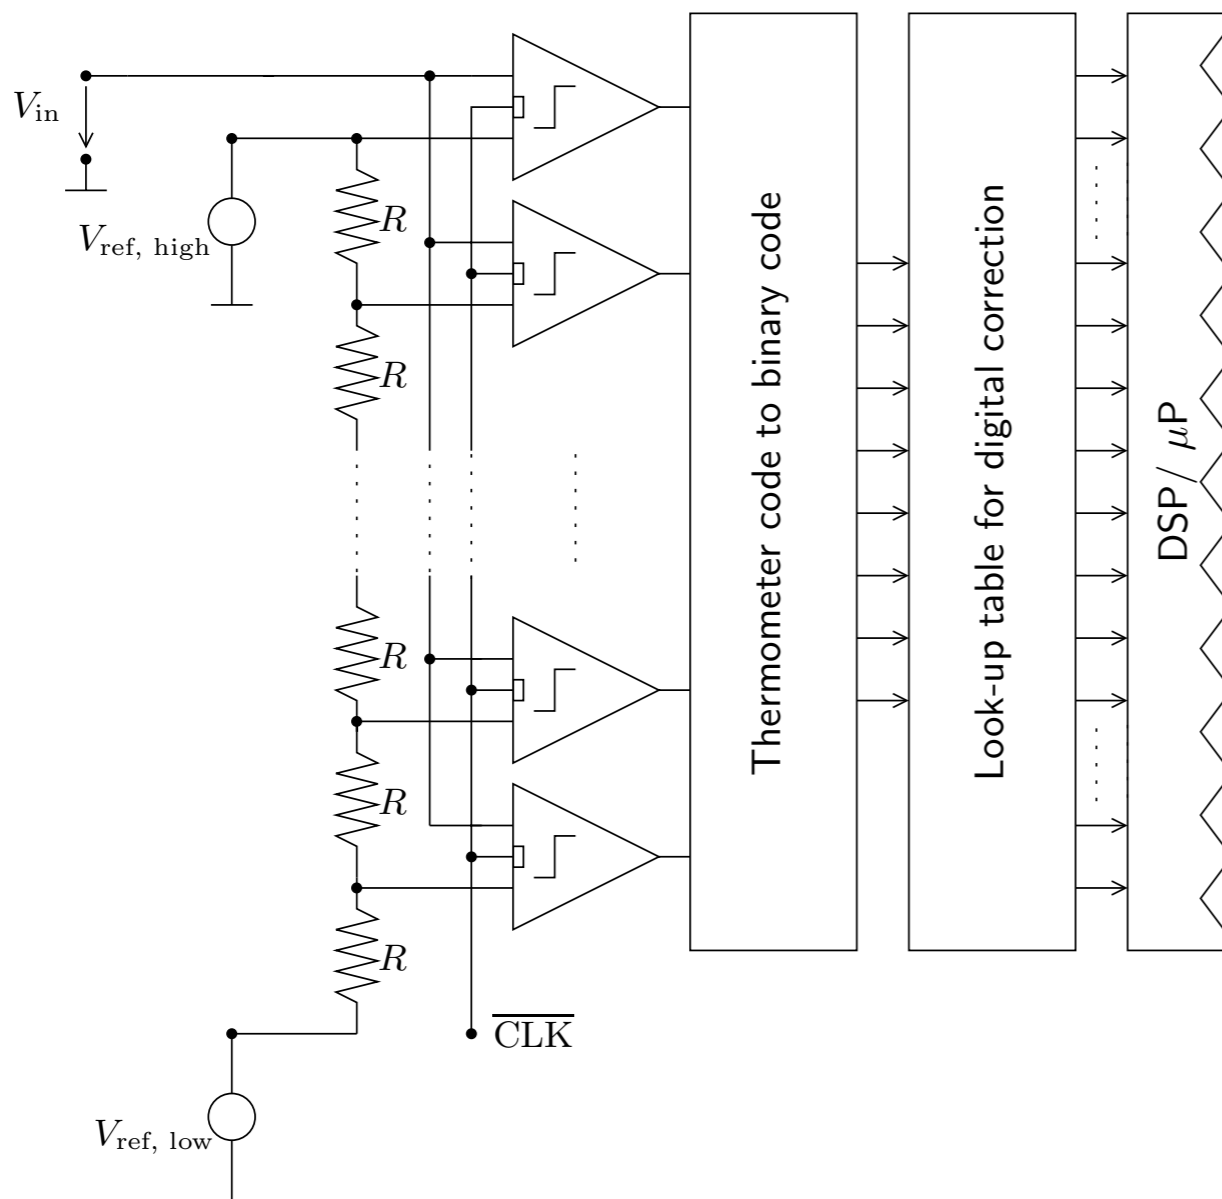 V_in
V_ref, high
R
R
R
R
R
CLK
V_ref, low
Thermometer code to binary code
Look-up table for digital correction
DSP/ μP